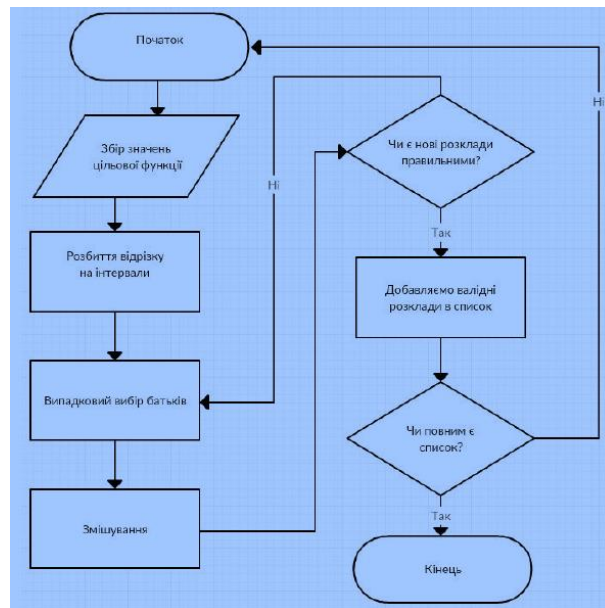 Початок
Збір значень
цільової функції
Розбиття відрізку
на інтервали
Випадковий вибір батьків
Змішування
Ні
Чи є нові розклади
правильними?
Так
Добавляємо валідні
розклади в список
Чи повним є
список?
Ні
Так
Кінець